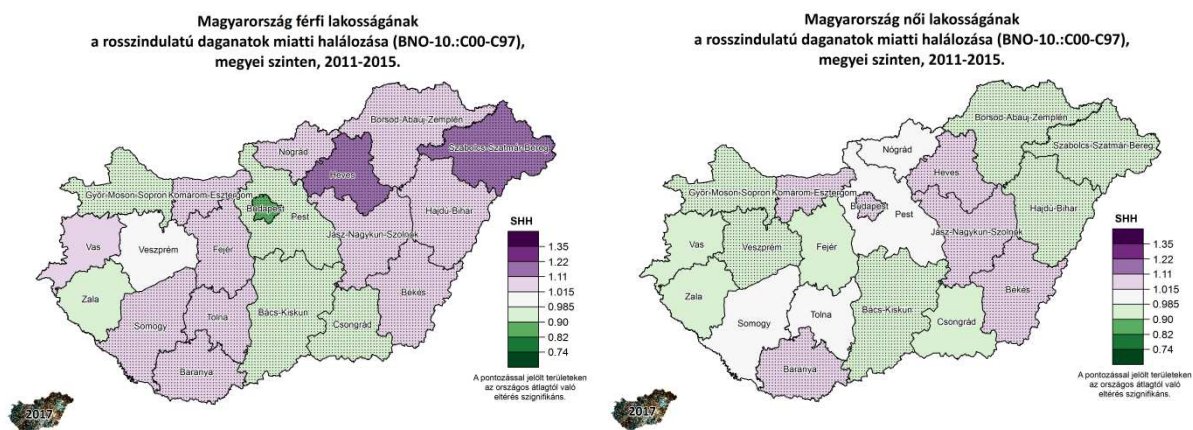 Magyarország férfi lakosságának
a rosszindulatú daganatok miatti halálozása (BNO-10.:C00-C97),
megyei szinten, 2011-2015.
Borsod-Abaúj-Zemplén
Szabolcs-Szatmár-Bereg
Nógrád
Heves
Győr-Moson-Sopron
Komárom-Esztergom
Budapest
Pest
Hajdú-Bihar
Jász-Nagykun-Szolnok
Vas
Veszprém
Fejér
Zala
Békés
Somogy
Tolna
Bács-Kiskun
Csongrád
Baranya
SHH
1.35
1.22
1.11
1.015
0.985
0.90
0.82
0.74
A pontozással jelölt területeken
az országos átlagtól való
eltérés szignifikáns.
2017
Magyarország női lakosságának
a rosszindulatú daganatok miatti halálozása (BNO-10.:C00-C97),
megyei szinten, 2011-2015.
Borsod-Abaúj-Zemplén
Szabolcs-Szatmár-Bereg
Nógrád
Heves
Győr-Moson-Sopron
Komárom-Esztergom
Budapest
Pest
Hajdú-Bihar
Jász-Nagykun-Szolnok
Vas
Veszprém
Fejér
Zala
Békés
Somogy
Tolna
Bács-Kiskun
Csongrád
Baranya
SHH
1.35
1.22
1.11
1.015
0.985
0.90
0.82
0.74
A pontozással jelölt területeken
az országos átlagtól való
eltérés szignifikáns.
2017